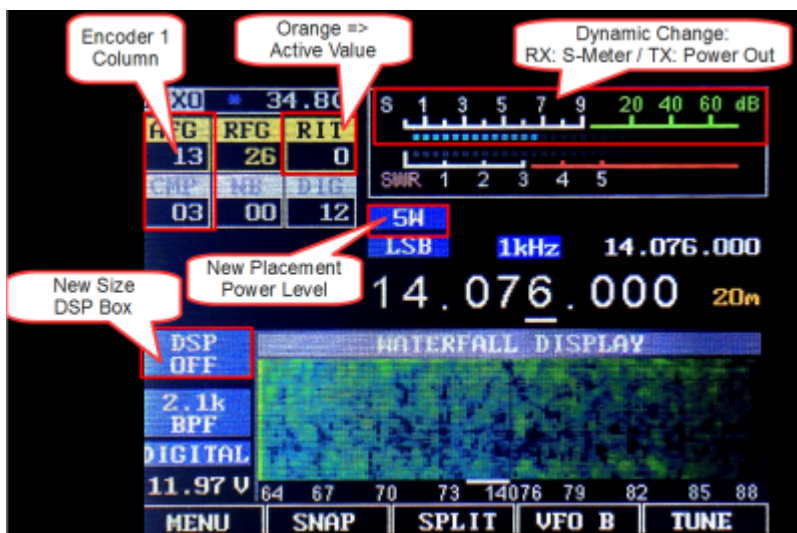 Encoder 1
Column
Orange =>
Active Value
Dynamic Change:
RX: S-Meter / TX: Power Out
XO * 34.80
S 1 3 5 7 9 20 40 60 dB
AFG RFG RIT
13 26 0
SWR 1 2 3 4 5
CMP NB DIG
03 00 12
5W
LSB 1kHz 14.076.000
New Placement
Power Level
14.076.000 20m
New Size
DSP Box
DSP
OFF
WATERFALL DISPLAY
2.1k
BPF
DIGITAL
11.97 V
64 67 70 73 14076 79 82 85 88
MENU SNAP SPLIT VFO B TUNE